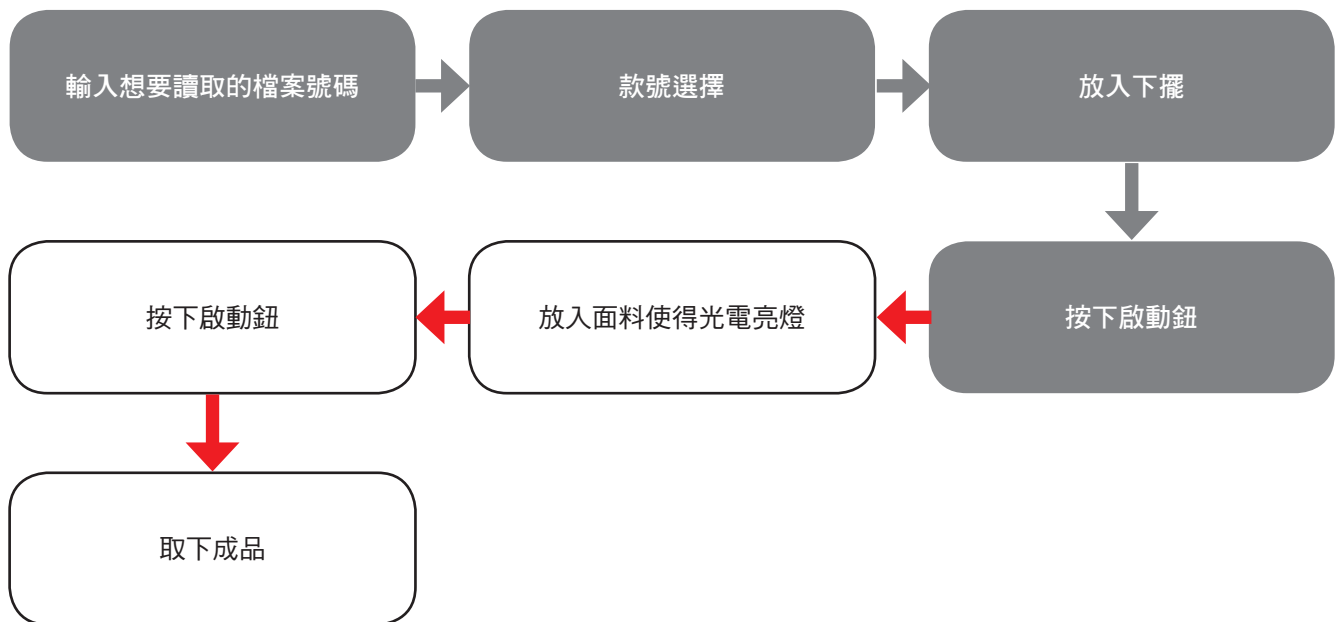 輸入想要讀取的檔案號碼
款號選擇
放入下擺
按下啟動鈕
放入面料使得光電亮燈
按下啟動鈕
取下成品